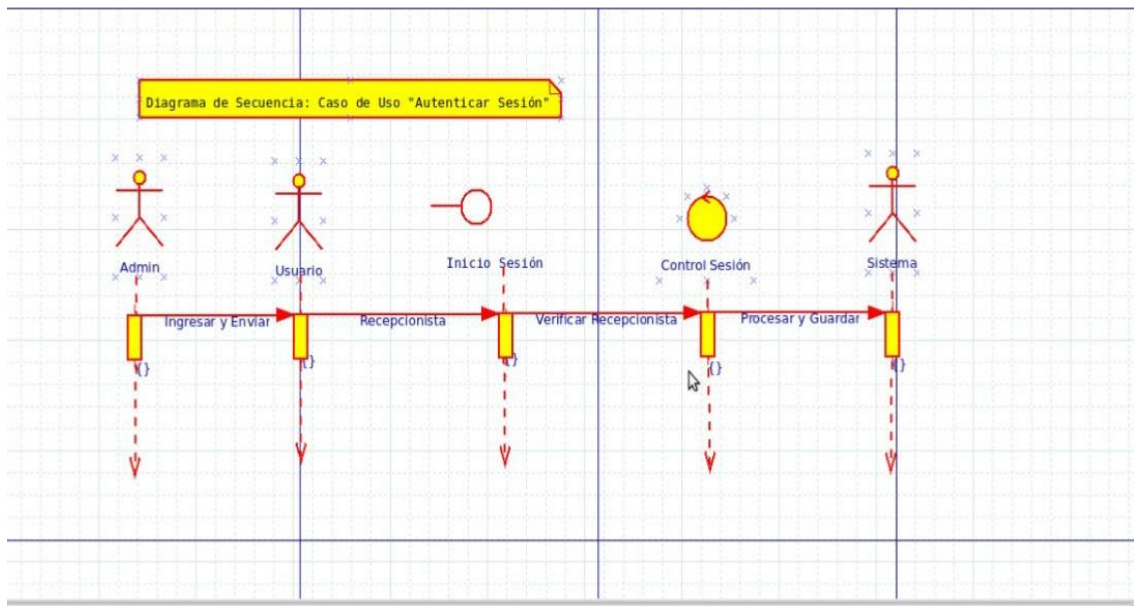 Diagrama de Secuencia: Caso de Uso "Autenticar Sesión"
Admin
Usuario
Inicio Sesión
Control Sesión
Sistema
Ingresar y Enviar
Recepcionista
Verificar Recepcionista
Procesar y Guardar
{}
{}
{}
{}
{}